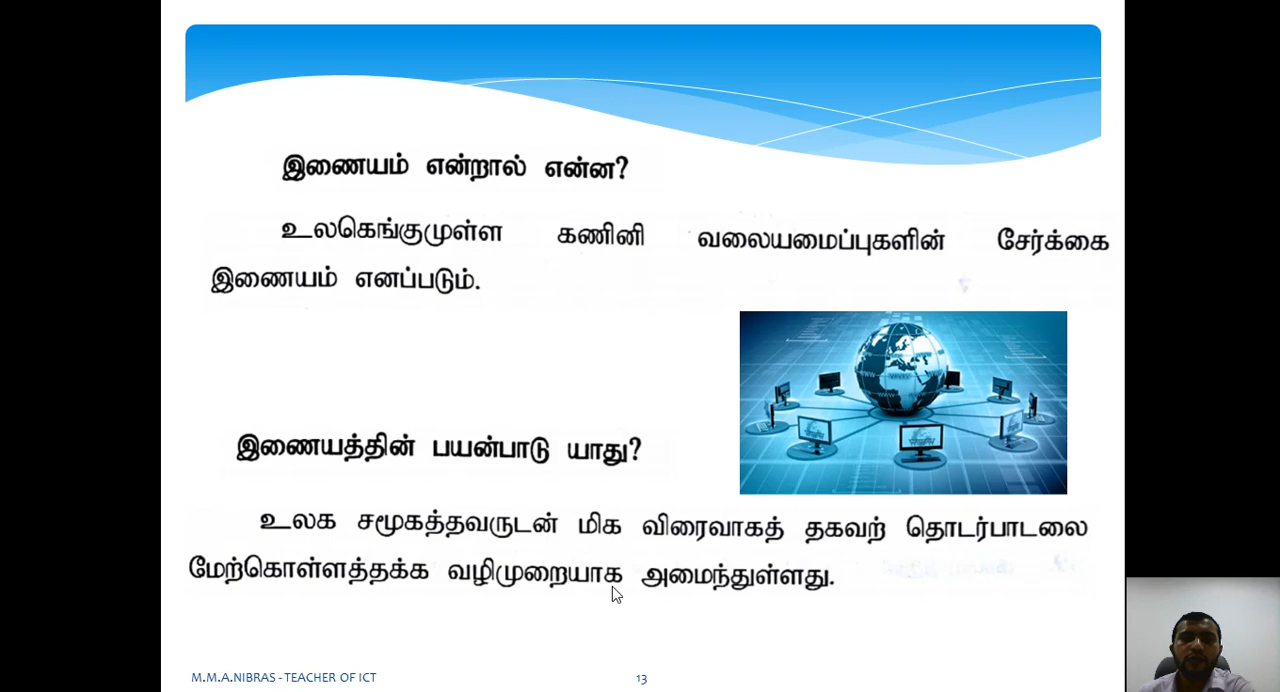 இணையம் என்றால் என்ன?
உலகெங்குமுள்ள கணினி வலையமைப்புகளின் சேர்க்கை
இணையம் எனப்படும்.
இணையத்தின் பயன்பாடு யாது?
உலக சமூகத்தவருடன் மிக விரைவாகத் தகவற் தொடர்பாடலை
மேற்கொள்ளத்தக்க வழிமுறையாக அமைந்துள்ளது.
M.M.A.NIBRAS - TEACHER OF ICT
13